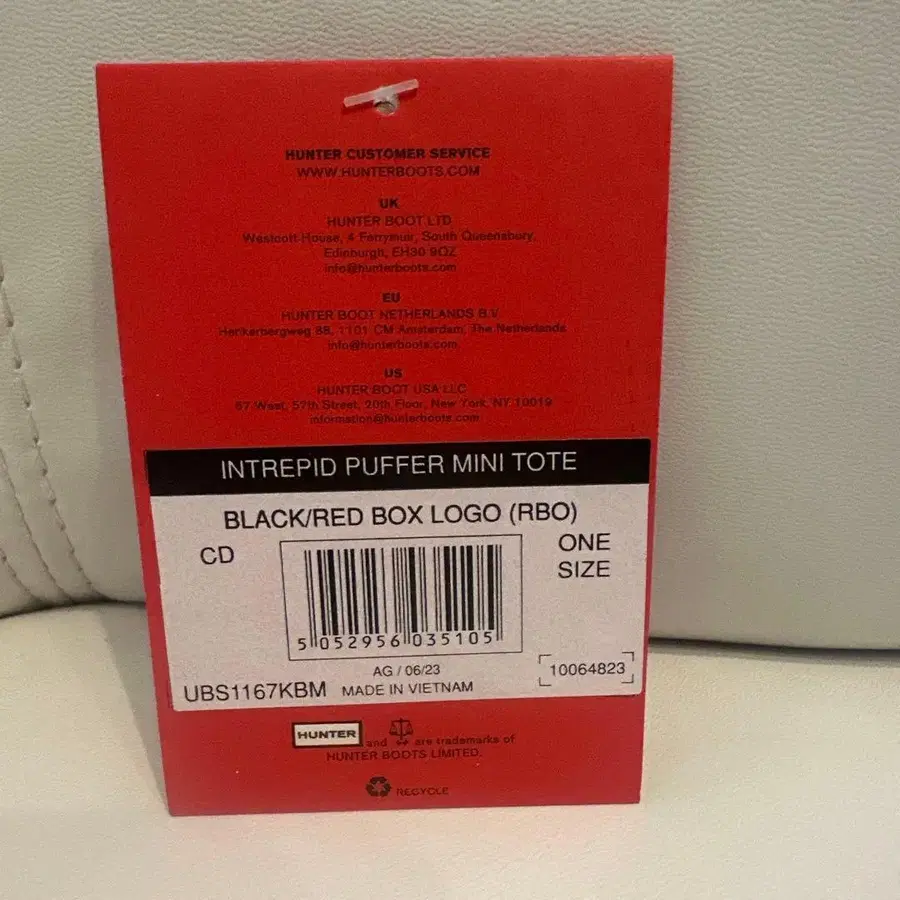 HUNTER CUSTOMER SERVICE
WWW.HUNTERBOOTS.COM
UK
HUNTER BOOT LTD
Westcott House, 4 Ferrymuir, South Queensbury,
Edinburgh, EH30 9QZ
info@hunterboots.com
EU
HUNTER BOOT NETHERLANDS B.V
88, 1101 CM Amsterdam, The Netherlands
info@hunterboots.com
US
HUNTER BOOT USA LLC
57 West, 57th Street, 20th Floor, New York, NY 10019
information@hunterboots.com
INTREPID PUFFER MINI TOTE
BLACK/RED BOX LOGO (RBO)
CD
ONE
SIZE
5 052956 035105
AG / 06/23
UBS1167KBM MADE IN VIETNAM
10064823
HUNTER and are trademarks of
HUNTER BOOTS LIMITED.
RECYCLE